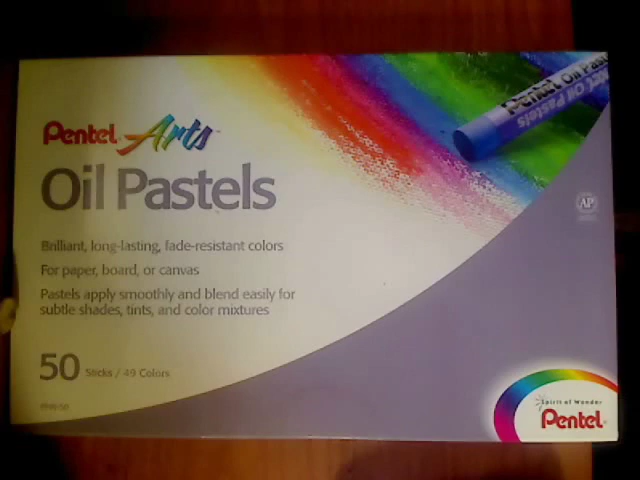 Pentel Arts
Oil Pastels
Brilliant, long-lasting, fade-resistant colors
For paper, board, or canvas
Pastels apply smoothly and blend easily for
subtle shades, tints, and color mixtures
50 Sticks / 49 Colors
Pentel Oil Past
Oil Pastels
AP
Spirit of Wonder
Pentel